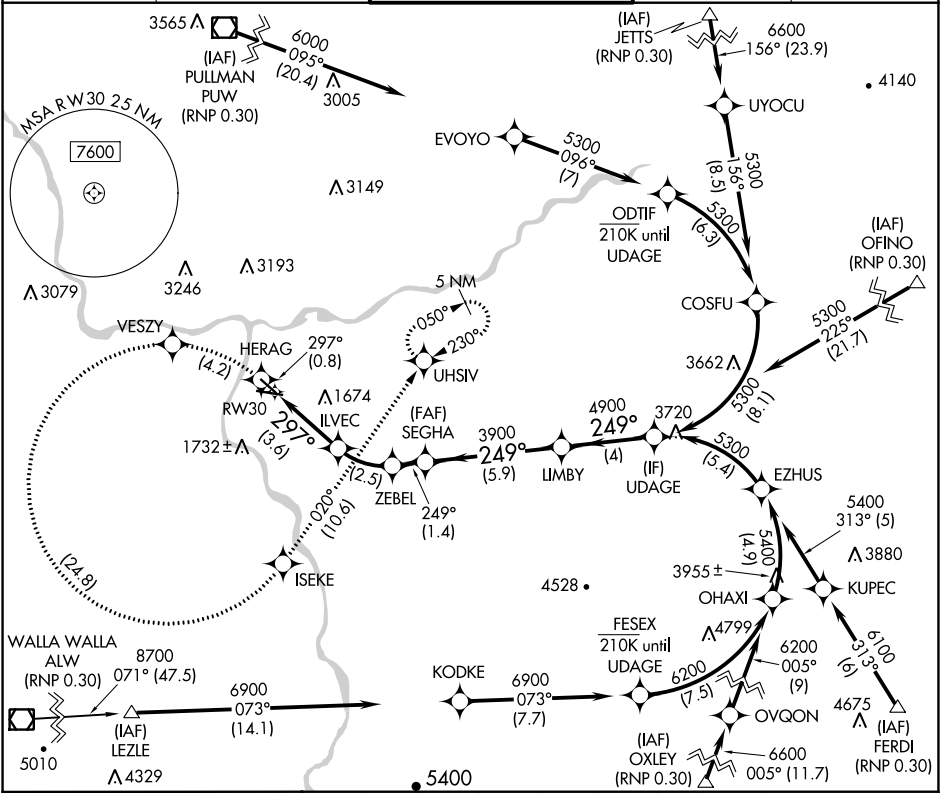 3565
(IAF)
PULLMAN
PUW
(RNP 0.30)
6000
095°
(20.4)
3005
(IAF)
JETTS
(RNP 0.30)
6600
156° (23.9)
4140
UYOCU
MSA RW30 25 NM
7600
EVOYO
5300
096°
(7)
5300
156°
(8.5)
3149
ODTIF
210K until
UDAGE
5300
(6.3)
(IAF)
OFINO
(RNP 0.30)
3079
3246
3193
5 NM
050°
230°
UHSIV
COSFU
5300
225°
(21.7)
VESZY
(4.2)
HERAG
297°
(0.8)
RW30
1674
3662
5300
(8.1)
297°
(3.6)
1732±
ILVEC
(FAF)
SEGHA
3900
249°
(5.9)
4900
249°
(4)
3720
LIMBY
(IF)
UDAGE
5300
(5.4)
EZHUS
(2.5)
ZEBEL
249°
(1.4)
020°
(10.6)
5400
313° (5)
5400
(4.9)
3880
(24.8)
ISEKE
4528
3955±
OHAXI
KUPEC
WALLA WALLA
ALW
(RNP 0.30)
8700
071° (47.5)
FESEX
210K until
UDAGE
4799
6200
005°
(9)
6100
313°
(6)
KODKE
6900
073°
(7.7)
6200
(7.5)
6900
073°
(14.1)
(IAF)
LEZLE
OVQON
4675
(IAF)
FERDI
(RNP 0.30)
5010
4329
5400
(IAF)
OXLEY
(RNP 0.30)
6600
005° (11.7)